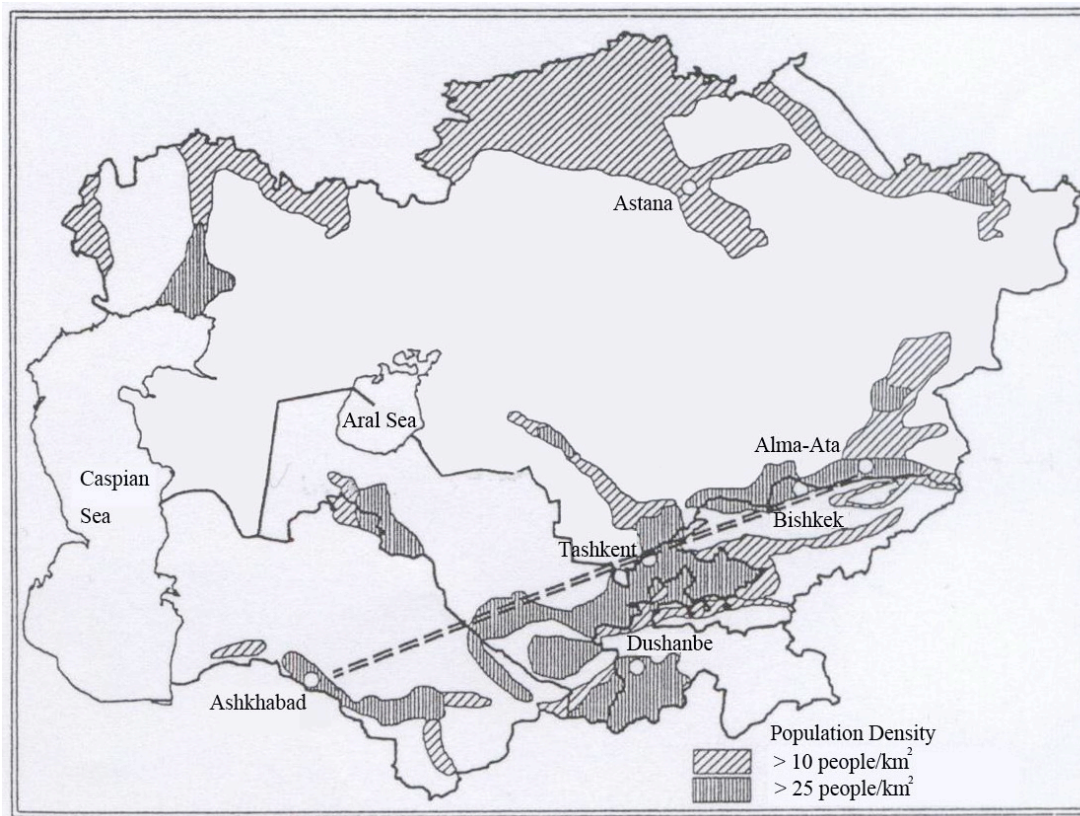 Astana
Aral Sea
Caspian
Sea
Alma-Ata
Bishkek
Tashkent
Dushanbe
Ashkhabad
Population Density
> 10 people/km²
> 25 people/km²